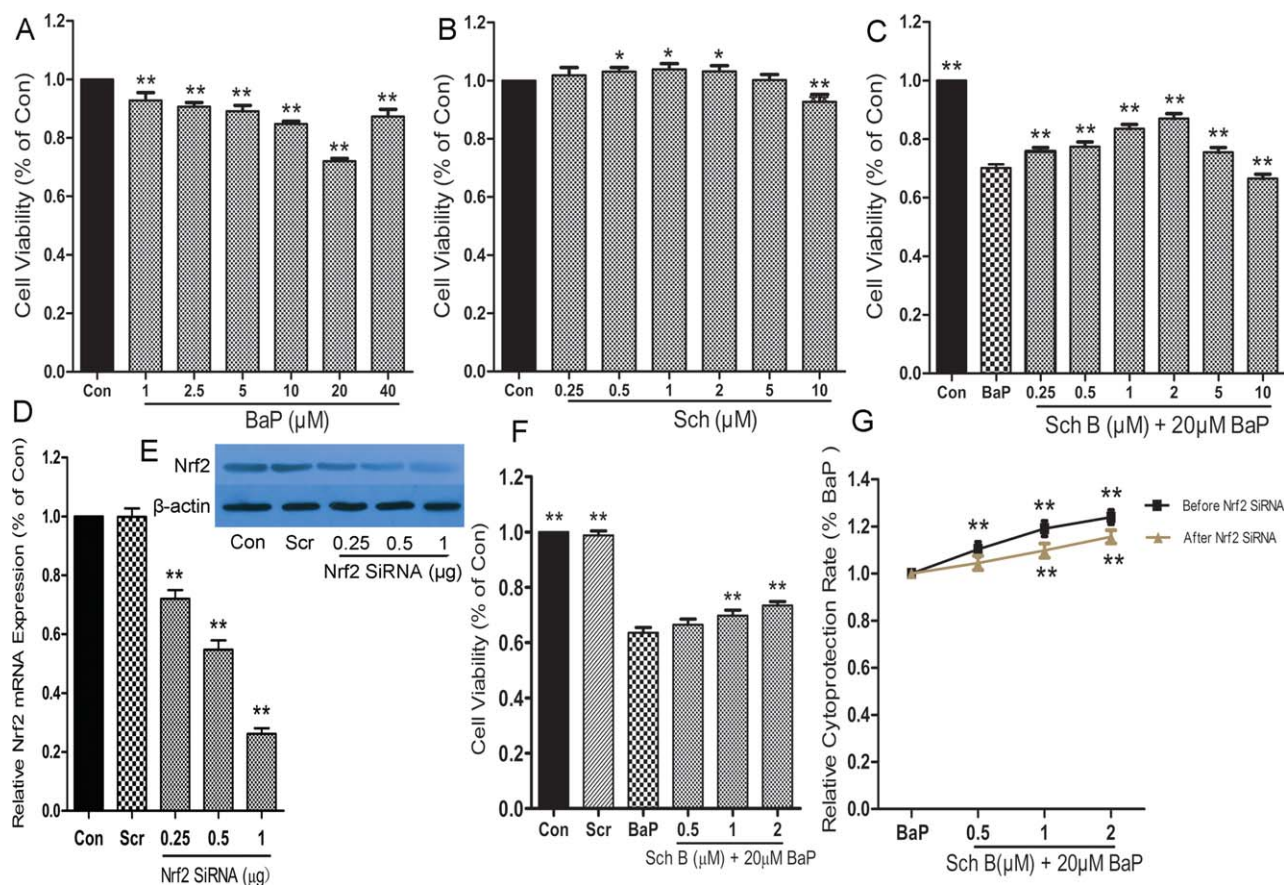 A
Cell Viability (% of Con)
1.2
1.0
0.8
0.6
0.4
0.2
0.0
** ** ** ** ** **
Con 1 2.5 5 10 20 40
BaP (μM)
B
Cell Viability (% of Con)
1.2
1.0
0.8
0.6
0.4
0.2
0.0
* * * **
Con 0.25 0.5 1 2 5 10
Sch (μM)
C
Cell Viability (% of Con)
1.2
1.0
0.8
0.6
0.4
0.2
0.0
** ** ** ** ** ** **
Con BaP 0.25 0.5 1 2 5 10
Sch B (μM) + 20μM BaP
D
Relative Nrf2 mRNA Expression (% of Con)
1.2
1.0
0.8
0.6
0.4
0.2
0.0
** ** **
Con Scr 0.25 0.5 1
Nrf2 SiRNA (μg)
E
Nrf2
β-actin
Con Scr 0.25 0.5 1
Nrf2 SiRNA (μg)
F
Cell Viability (% of Con)
1.2
1.0
0.8
0.6
0.4
0.2
0.0
** ** ** **
Con Scr BaP 0.5 1 2
Sch B (μM) + 20μM BaP
G
Relative Cytoprotection Rate (% BaP )
1.4
1.2
1.0
0.8
0.6
0.4
0.2
0.0
** ** **
** **
Before Nrf2 SiRNA
After Nrf2 SiRNA
BaP 0.5 1 2
Sch B(μM) + 20μM BaP